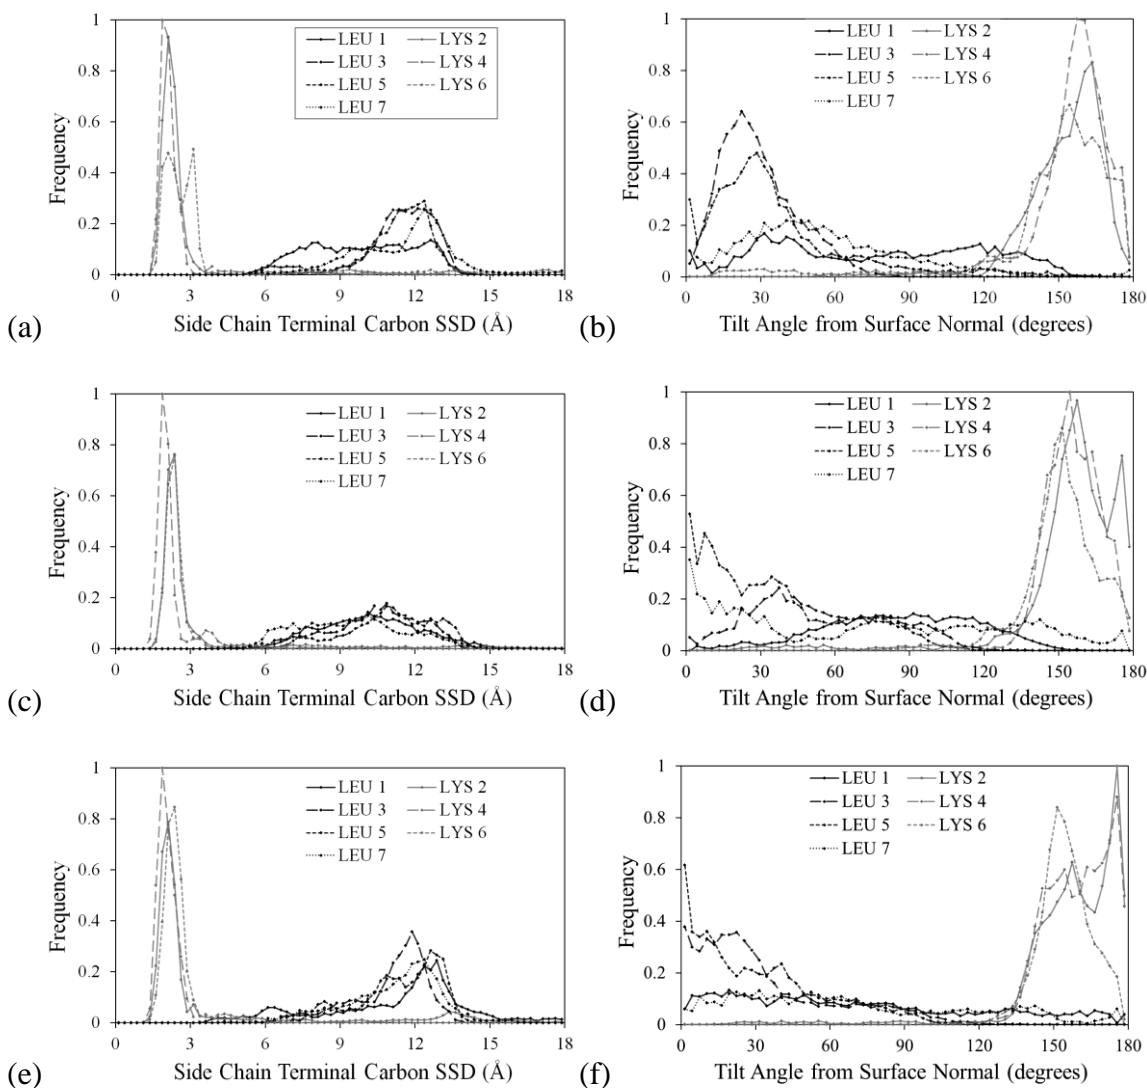 1
0.8
0.6
0.4
0.2
0
Frequency
LEU 1 LYS 2
LEU 3 LYS 4
LEU 5 LYS 6
LEU 7
0 3 6 9 12 15 18
(a) Side Chain Terminal Carbon SSD (Å)
1
0.8
0.6
0.4
0.2
0
Frequency
LEU 1 LYS 2
LEU 3 LYS 4
LEU 5 LYS 6
LEU 7
0 30 60 90 120 150 180
(b) Tilt Angle from Surface Normal (degrees)
1
0.8
0.6
0.4
0.2
0
Frequency
LEU 1 LYS 2
LEU 3 LYS 4
LEU 5 LYS 6
LEU 7
0 3 6 9 12 15 18
(c) Side Chain Terminal Carbon SSD (Å)
1
0.8
0.6
0.4
0.2
0
Frequency
LEU 1 LYS 2
LEU 3 LYS 4
LEU 5 LYS 6
LEU 7
0 30 60 90 120 150 180
(d) Tilt Angle from Surface Normal (degrees)
1
0.8
0.6
0.4
0.2
0
Frequency
LEU 1 LYS 2
LEU 3 LYS 4
LEU 5 LYS 6
LEU 7
0 3 6 9 12 15 18
(e) Side Chain Terminal Carbon SSD (Å)
1
0.8
0.6
0.4
0.2
0
Frequency
LEU 1 LYS 2
LEU 3 LYS 4
LEU 5 LYS 6
LEU 7
0 30 60 90 120 150 180
(f) Tilt Angle from Surface Normal (degrees)